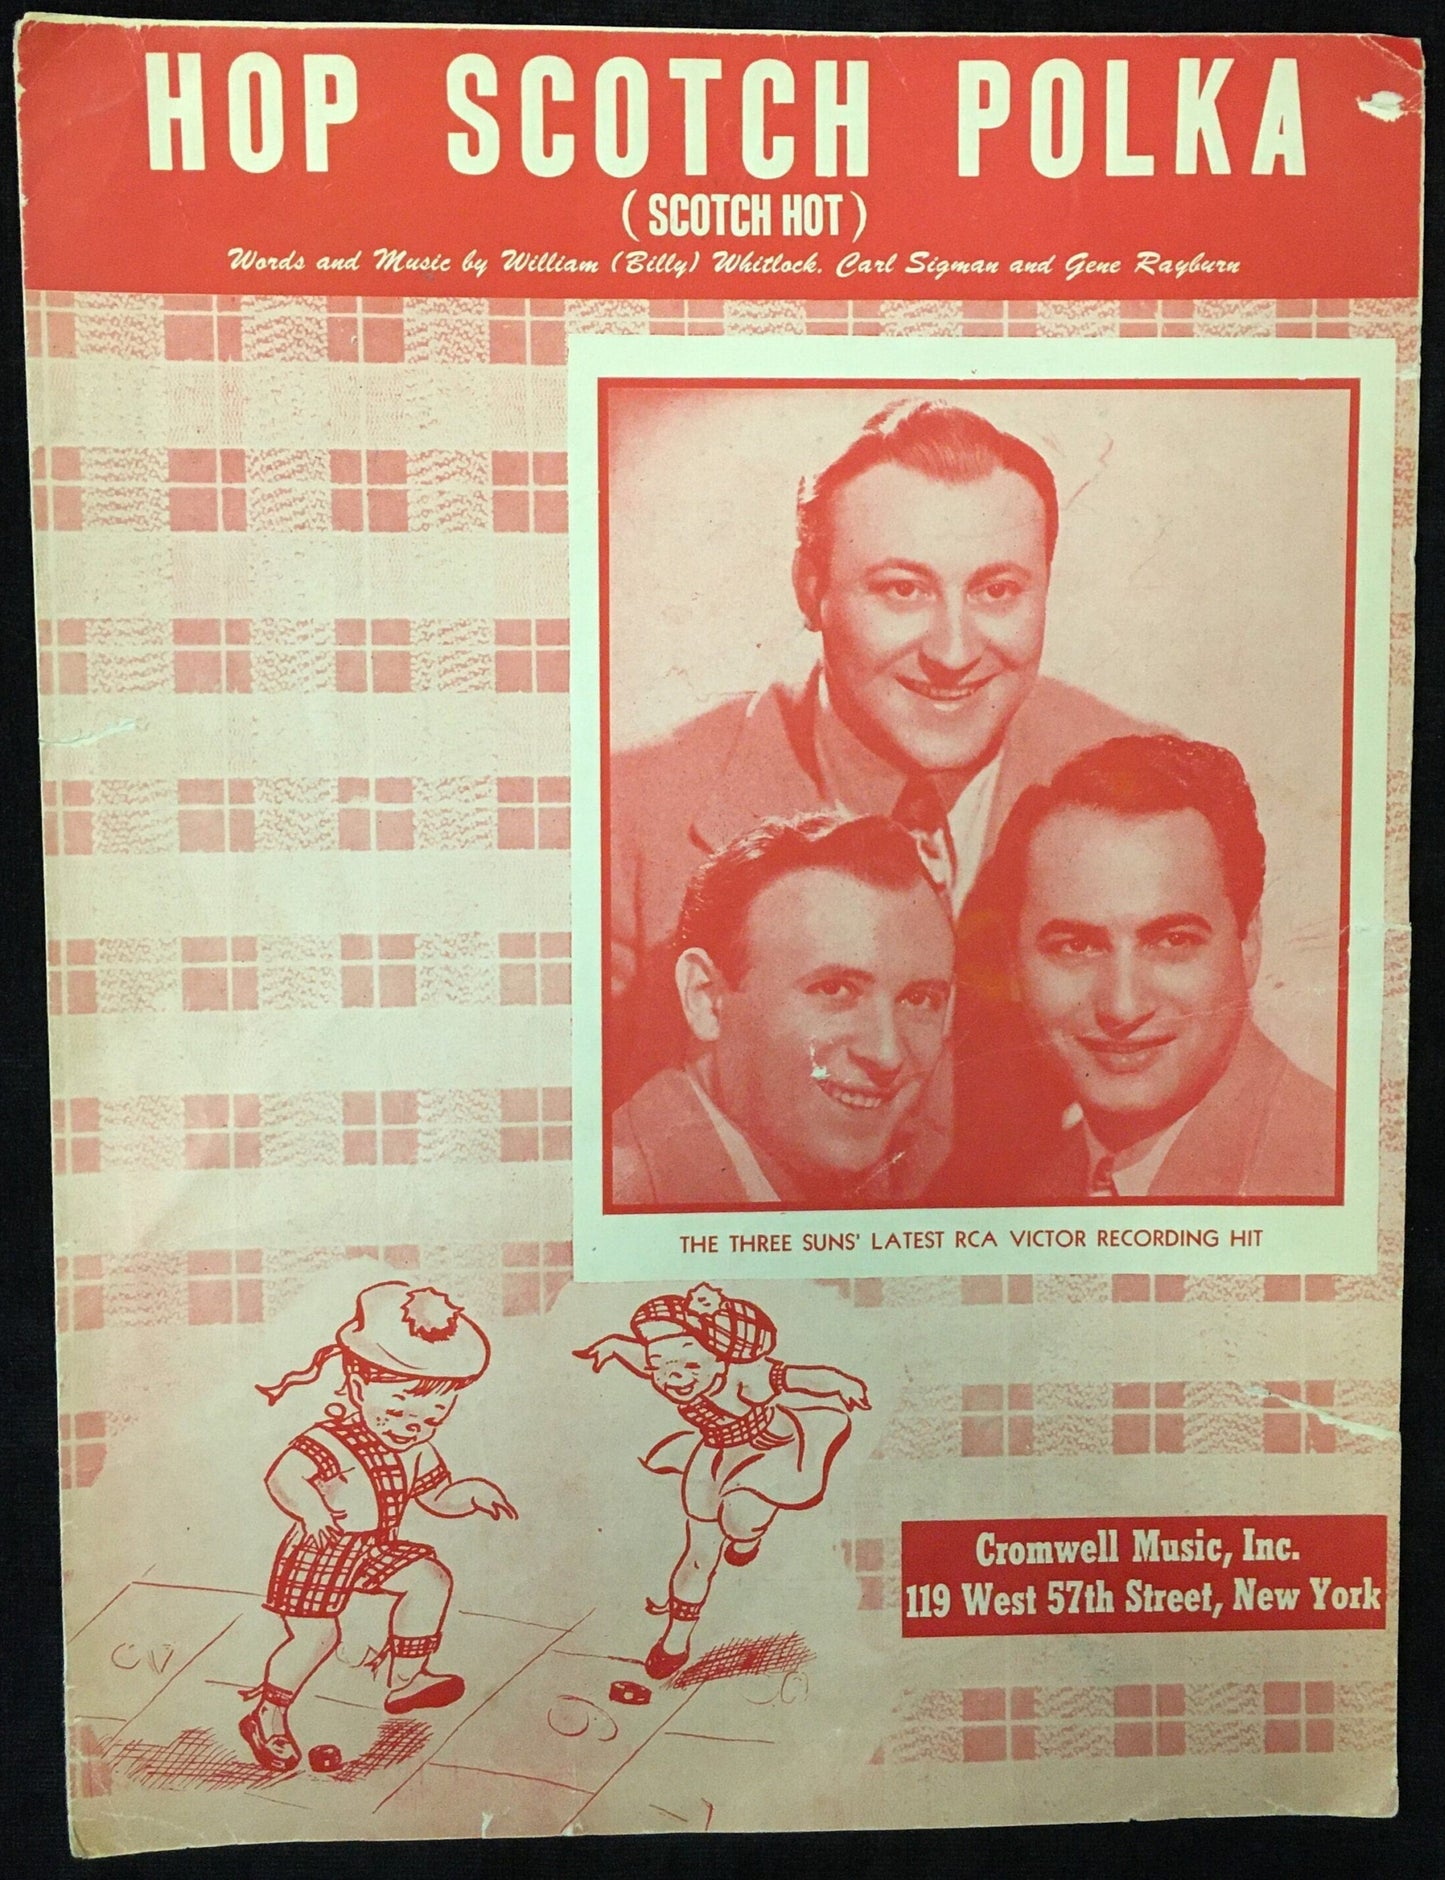 HOP SCOTCH POLKA
(SCOTCH HOT)
Words and Music by William (Billy) Whitlock, Carl Sigman and Gene Rayburn
THE THREE SUNS' LATEST RCA VICTOR RECORDING HIT
Cromwell Music, Inc.
119 West 57th Street, New York
9